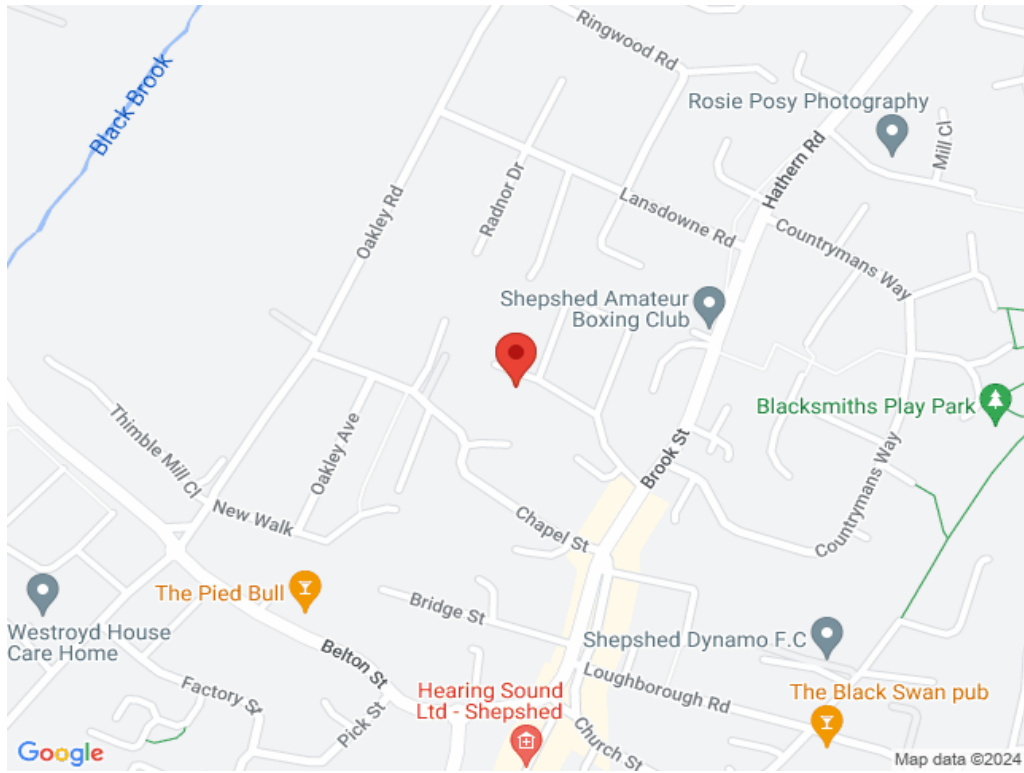 Ringwood Rd
Black Brook
Rosie Posy Photography
Mill Cl
Hathern Rd
Radnor Dr
Oakley Rd
Lansdowne Rd
Countrymans Way
Shepshed Amateur
Boxing Club
Blacksmiths Play Park
Thimble Mill Cl
Oakley Ave
Brook St
Countrymans Way
New Walk
Chapel St
The Pied Bull
Bridge St
Westroyd House
Care Home
Shepshed Dynamo F.C
Belton St
Loughborough Rd
Factory St
Hearing Sound
Ltd - Shepshed
The Black Swan pub
Pick St
Church St
Google
Map data ©2024